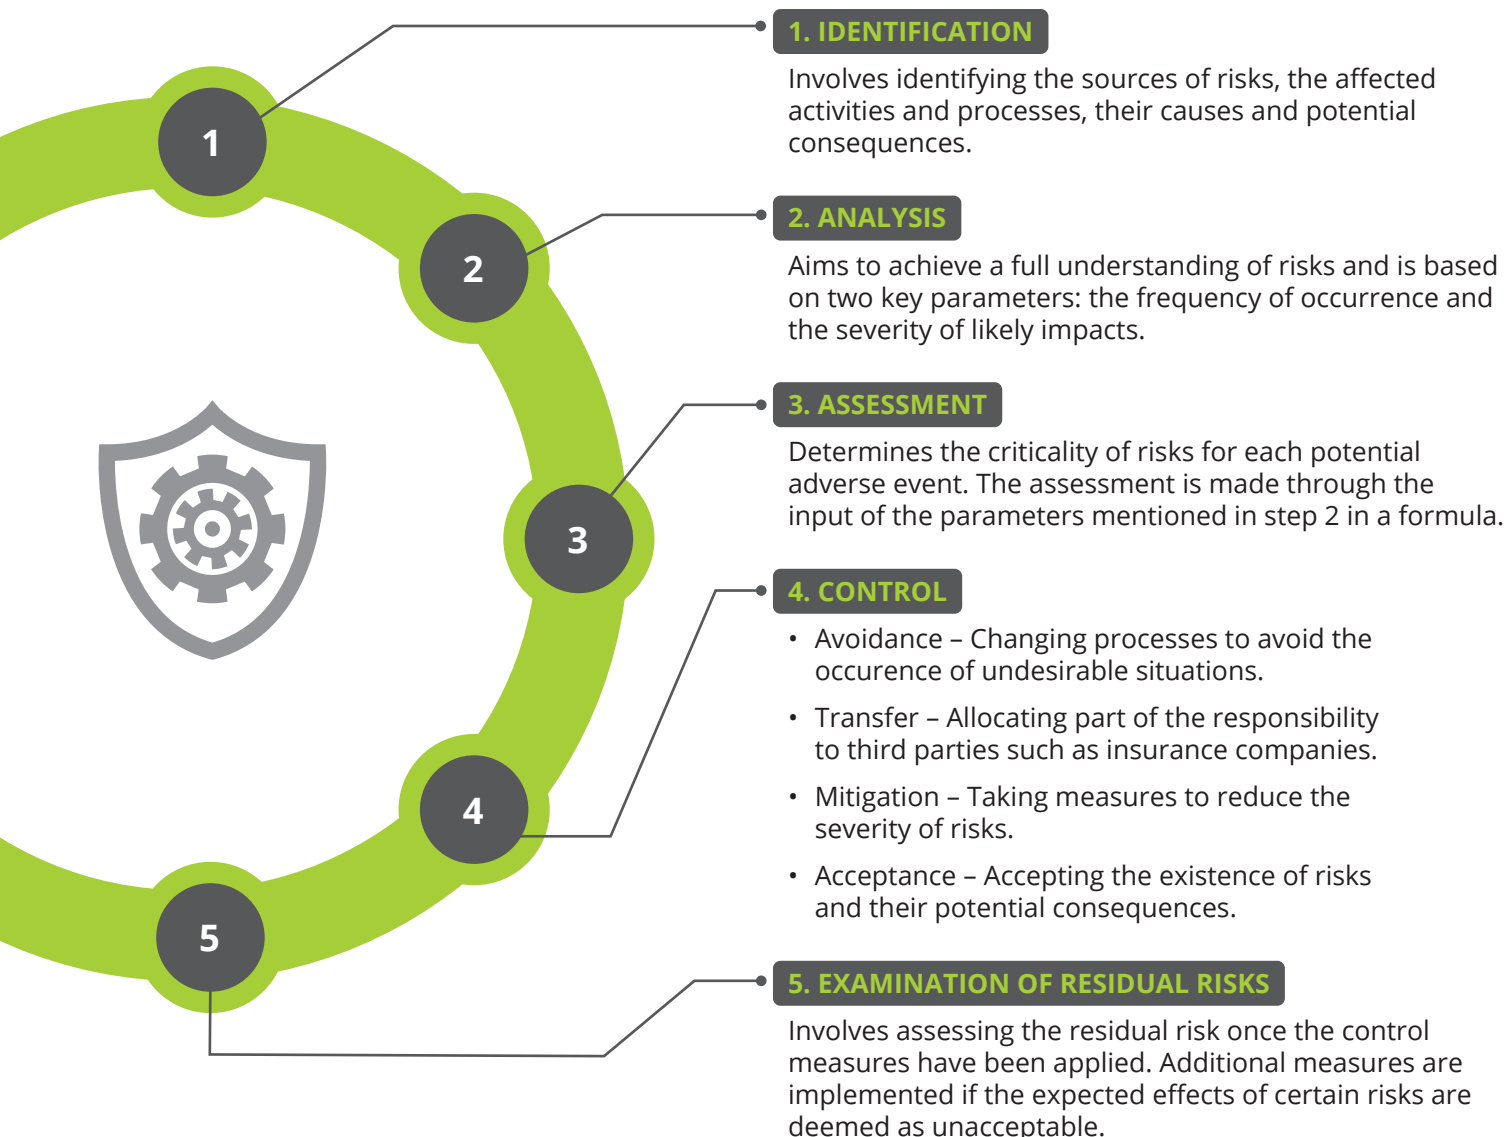 1
2
3
4
5
1. IDENTIFICATION
Involves identifying the sources of risks, the affected
activities and processes, their causes and potential
consequences.
2. ANALYSIS
Aims to achieve a full understanding of risks and is based
on two key parameters: the frequency of occurrence and
the severity of likely impacts.
3. ASSESSMENT
Determines the criticality of risks for each potential
adverse event. The assessment is made through the
input of the parameters mentioned in step 2 in a formula.
4. CONTROL
• Avoidance – Changing processes to avoid the
occurence of undesirable situations.
• Transfer – Allocating part of the responsibility
to third parties such as insurance companies.
• Mitigation – Taking measures to reduce the
severity of risks.
• Acceptance – Accepting the existence of risks
and their potential consequences.
5. EXAMINATION OF RESIDUAL RISKS
Involves assessing the residual risk once the control
measures have been applied. Additional measures are
implemented if the expected effects of certain risks are
deemed as unacceptable.